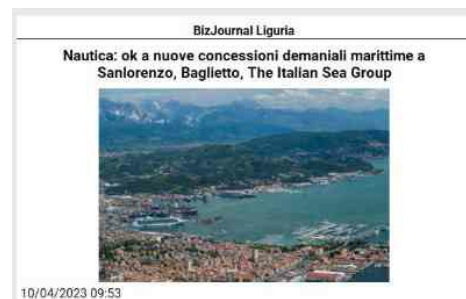 BizJournal Liguria
Nautica: ok a nuove concessioni demaniali marittime a
Sanlorenzo, Baglietto, The Italian Sea Group
10/04/2023 09:53